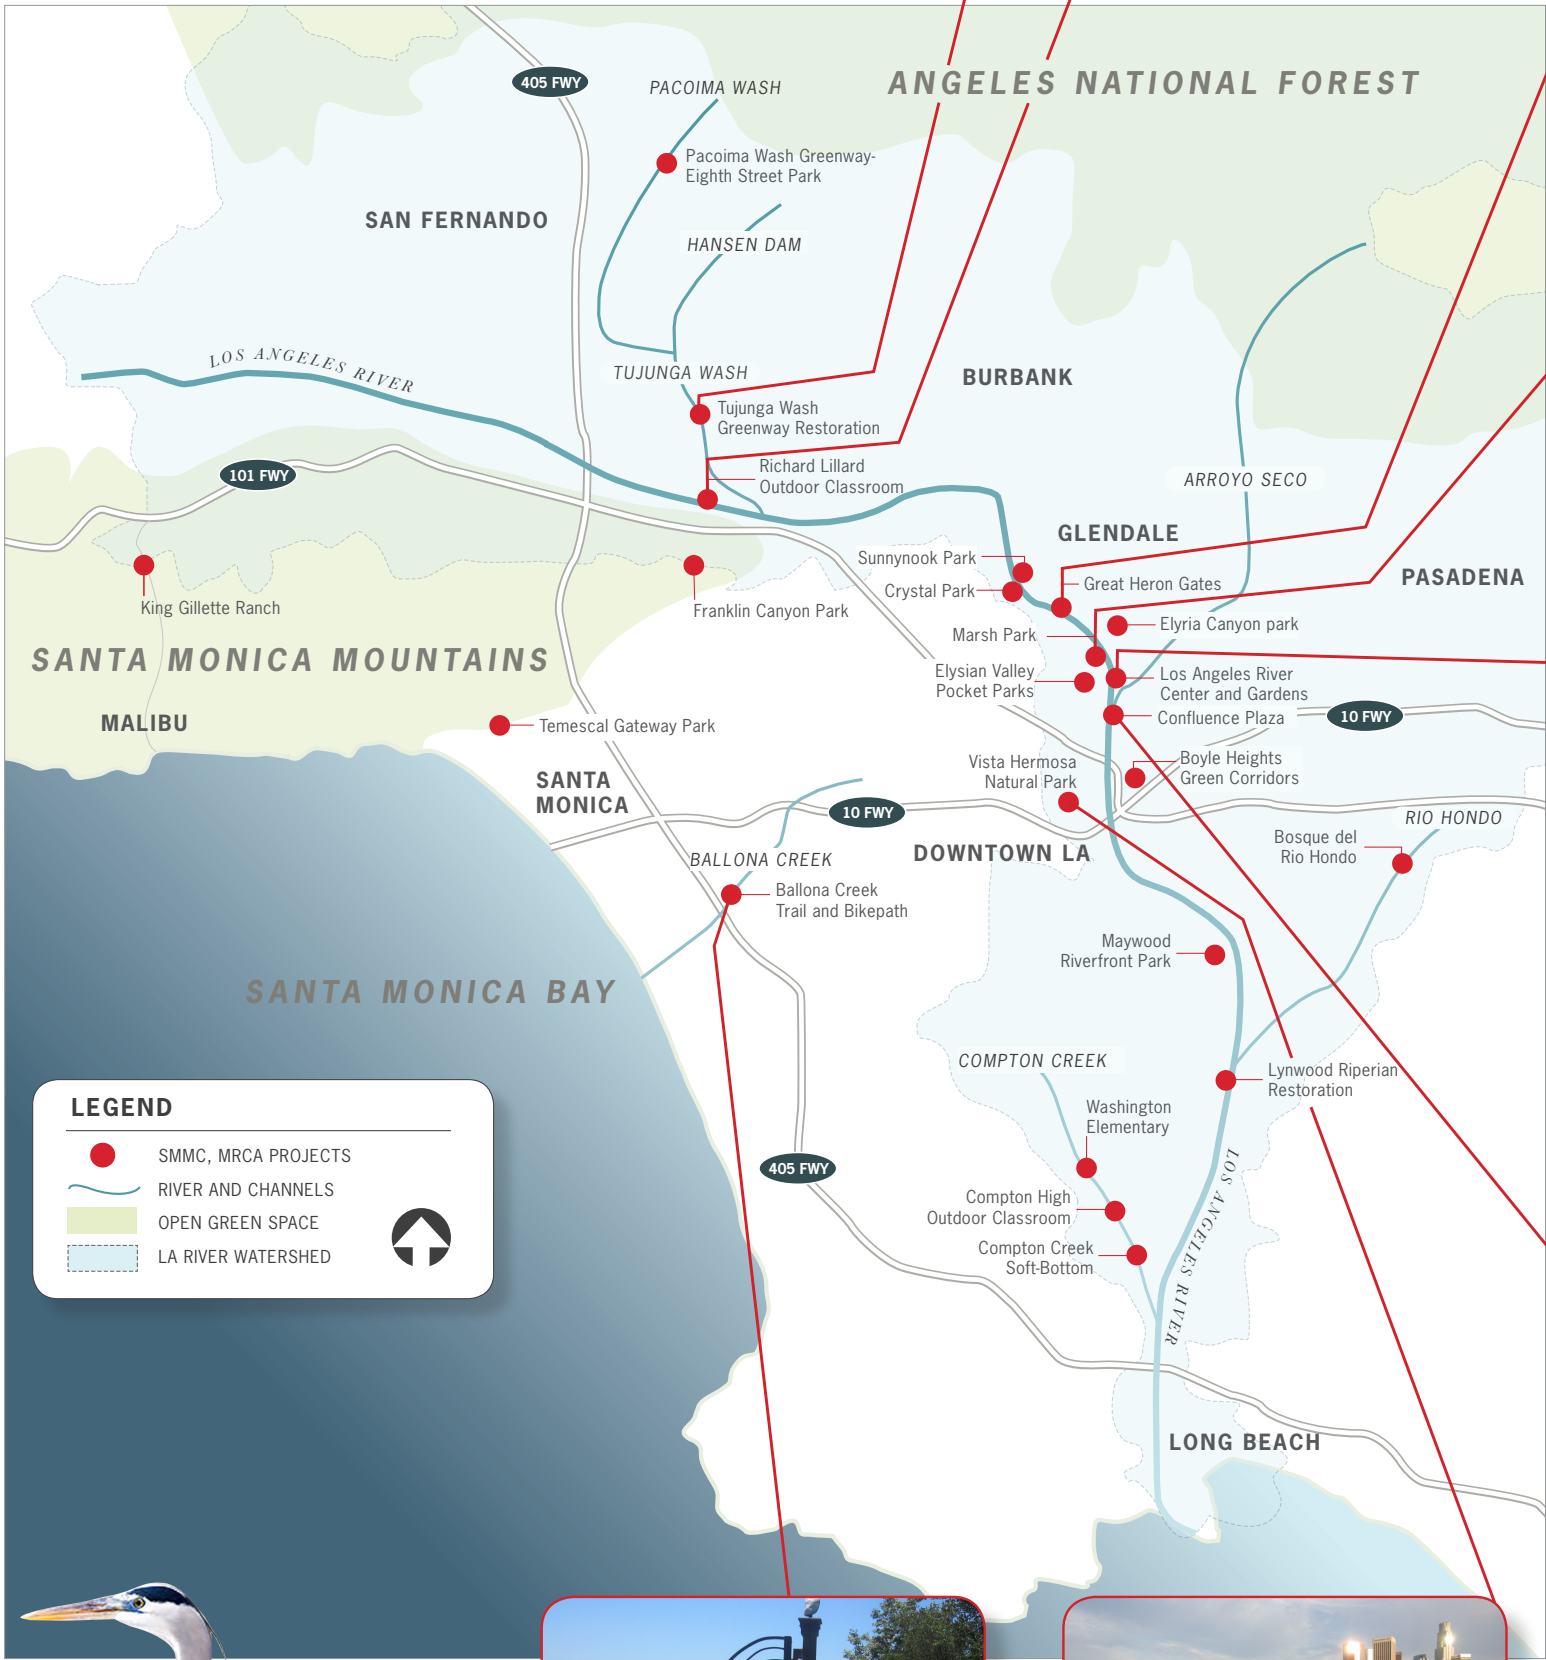 405 FWY
PACOIMA WASH
ANGELES NATIONAL FOREST
Pacoima Wash Greenway-
Eighth Street Park
SAN FERNANDO
HANSEN DAM
LOS ANGELES RIVER
TUJUNGA WASH
BURBANK
Tujunga Wash
Greenway Restoration
101 FWY
Richard Lillard
Outdoor Classroom
ARROYO SECO
GLENDALE
Sunnynook Park
Crystal Park
Great Heron Gates
PASADENA
King Gillette Ranch
Franklin Canyon Park
Elyria Canyon park
Marsh Park
SANTA MONICA MOUNTAINS
Elysian Valley
Pocket Parks
Los Angeles River
Center and Gardens
MALIBU
Temescal Gateway Park
Confluence Plaza
10 FWY
Vista Hermosa
Natural Park
Boyle Heights
Green Corridors
SANTA
MONICA
10 FWY
RIO HONDO
BALLONA CREEK
DOWNTOWN LA
Bosque del
Rio Hondo
Ballona Creek
Trail and Bikepath
Maywood
Riverfront Park
SANTA MONICA BAY
COMPTON CREEK
Lynwood Riperian
Restoration
Washington
Elementary
405 FWY
Compton High
Outdoor Classroom
LOS ANGELES RIVER
Compton Creek
Soft-Bottom
LEGEND
SMMC, MRCA PROJECTS
RIVER AND CHANNELS
OPEN GREEN SPACE
LA RIVER WATERSHED
LONG BEACH